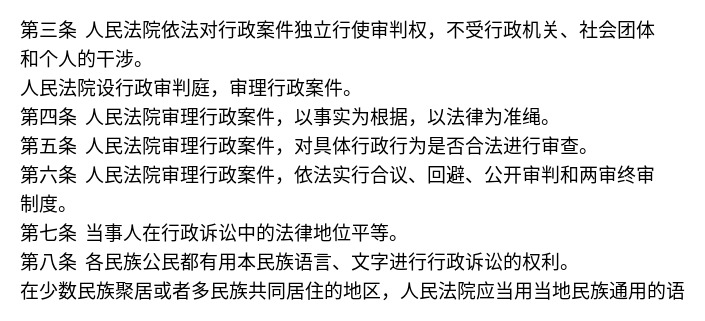 第三条 人民法院依法对行政案件独立行使审判权，不受行政机关、社会团体
和个人的干涉。
人民法院设行政审判庭，审理行政案件。
第四条 人民法院审理行政案件，以事实为根据，以法律为准绳。
第五条 人民法院审理行政案件，对具体行政行为是否合法进行审查。
第六条 人民法院审理行政案件，依法实行合议、回避、公开审判和两审终审
制度。
第七条 当事人在行政诉讼中的法律地位平等。
第八条 各民族公民都有用本民族语言、文字进行行政诉讼的权利。
在少数民族聚居或者多民族共同居住的地区，人民法院应当用当地民族通用的语